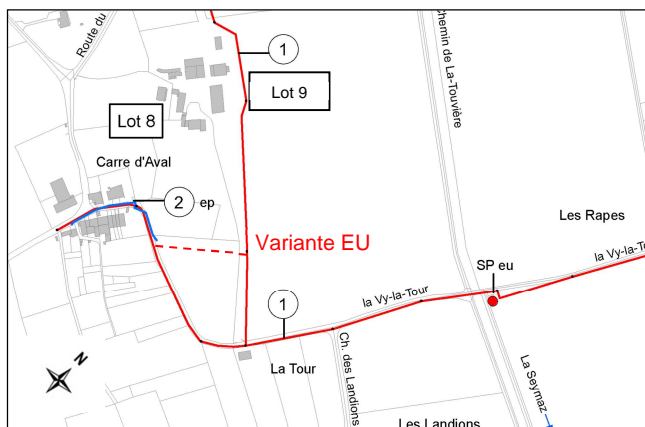 Route du
1
Chemin de La-Touvière
Lot 9
Lot 8
Carre d'Aval
2
ep
Les Rapes
Variante EU
SP eu
la Vy-la-To
la Vy-la-Tour
1
La Tour
Ch. des Landions
La Seymaz
N
Les Landions